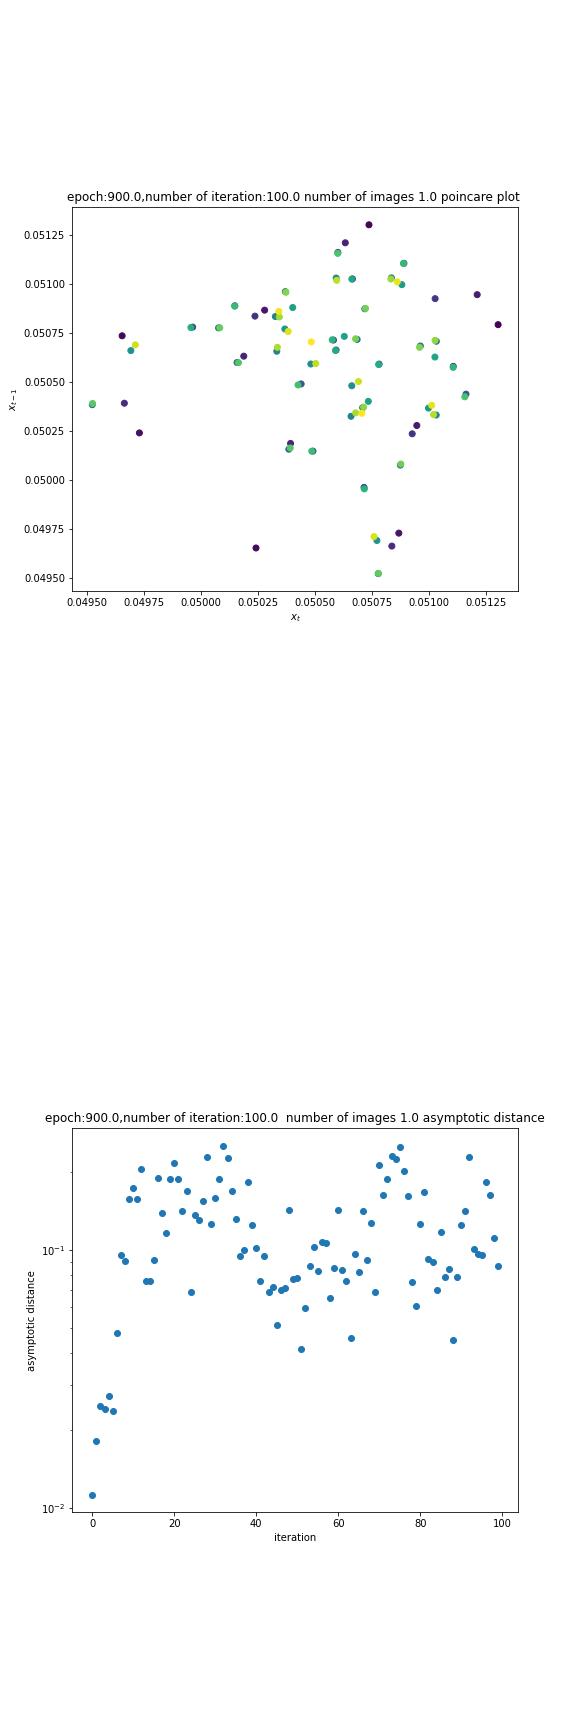 epoch:900.0,number of iteration:100.0 number of images 1.0 poincare plot
0.05125
0.05100
0.05075
0.05050
0.05025
0.05000
0.04975
0.04950
x_{t-1}
0.04950 0.04975 0.05000 0.05025 0.05050 0.05075 0.05100 0.05125
x_t
epoch:900.0,number of iteration:100.0  number of images 1.0 asymptotic distance
10^{-1}
10^{-2}
asymptotic distance
0 20 40 60 80 100
iteration